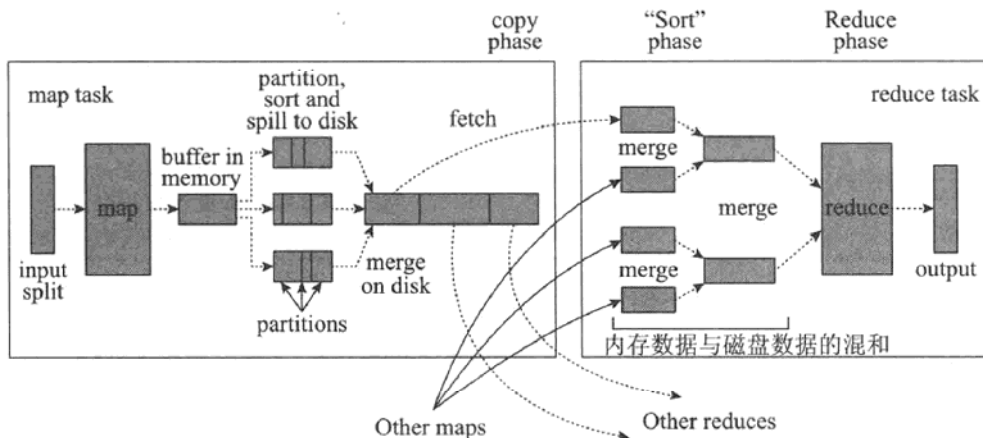 copy
phase
“Sort”
phase
Reduce
phase
map task
partition,
sort and
spill to disk
fetch
buffer in
memory
map
input
split
merge
on disk
partitions
reduce task
merge
merge
merge
reduce
output
内存数据与磁盘数据的混和
Other maps
Other reduces